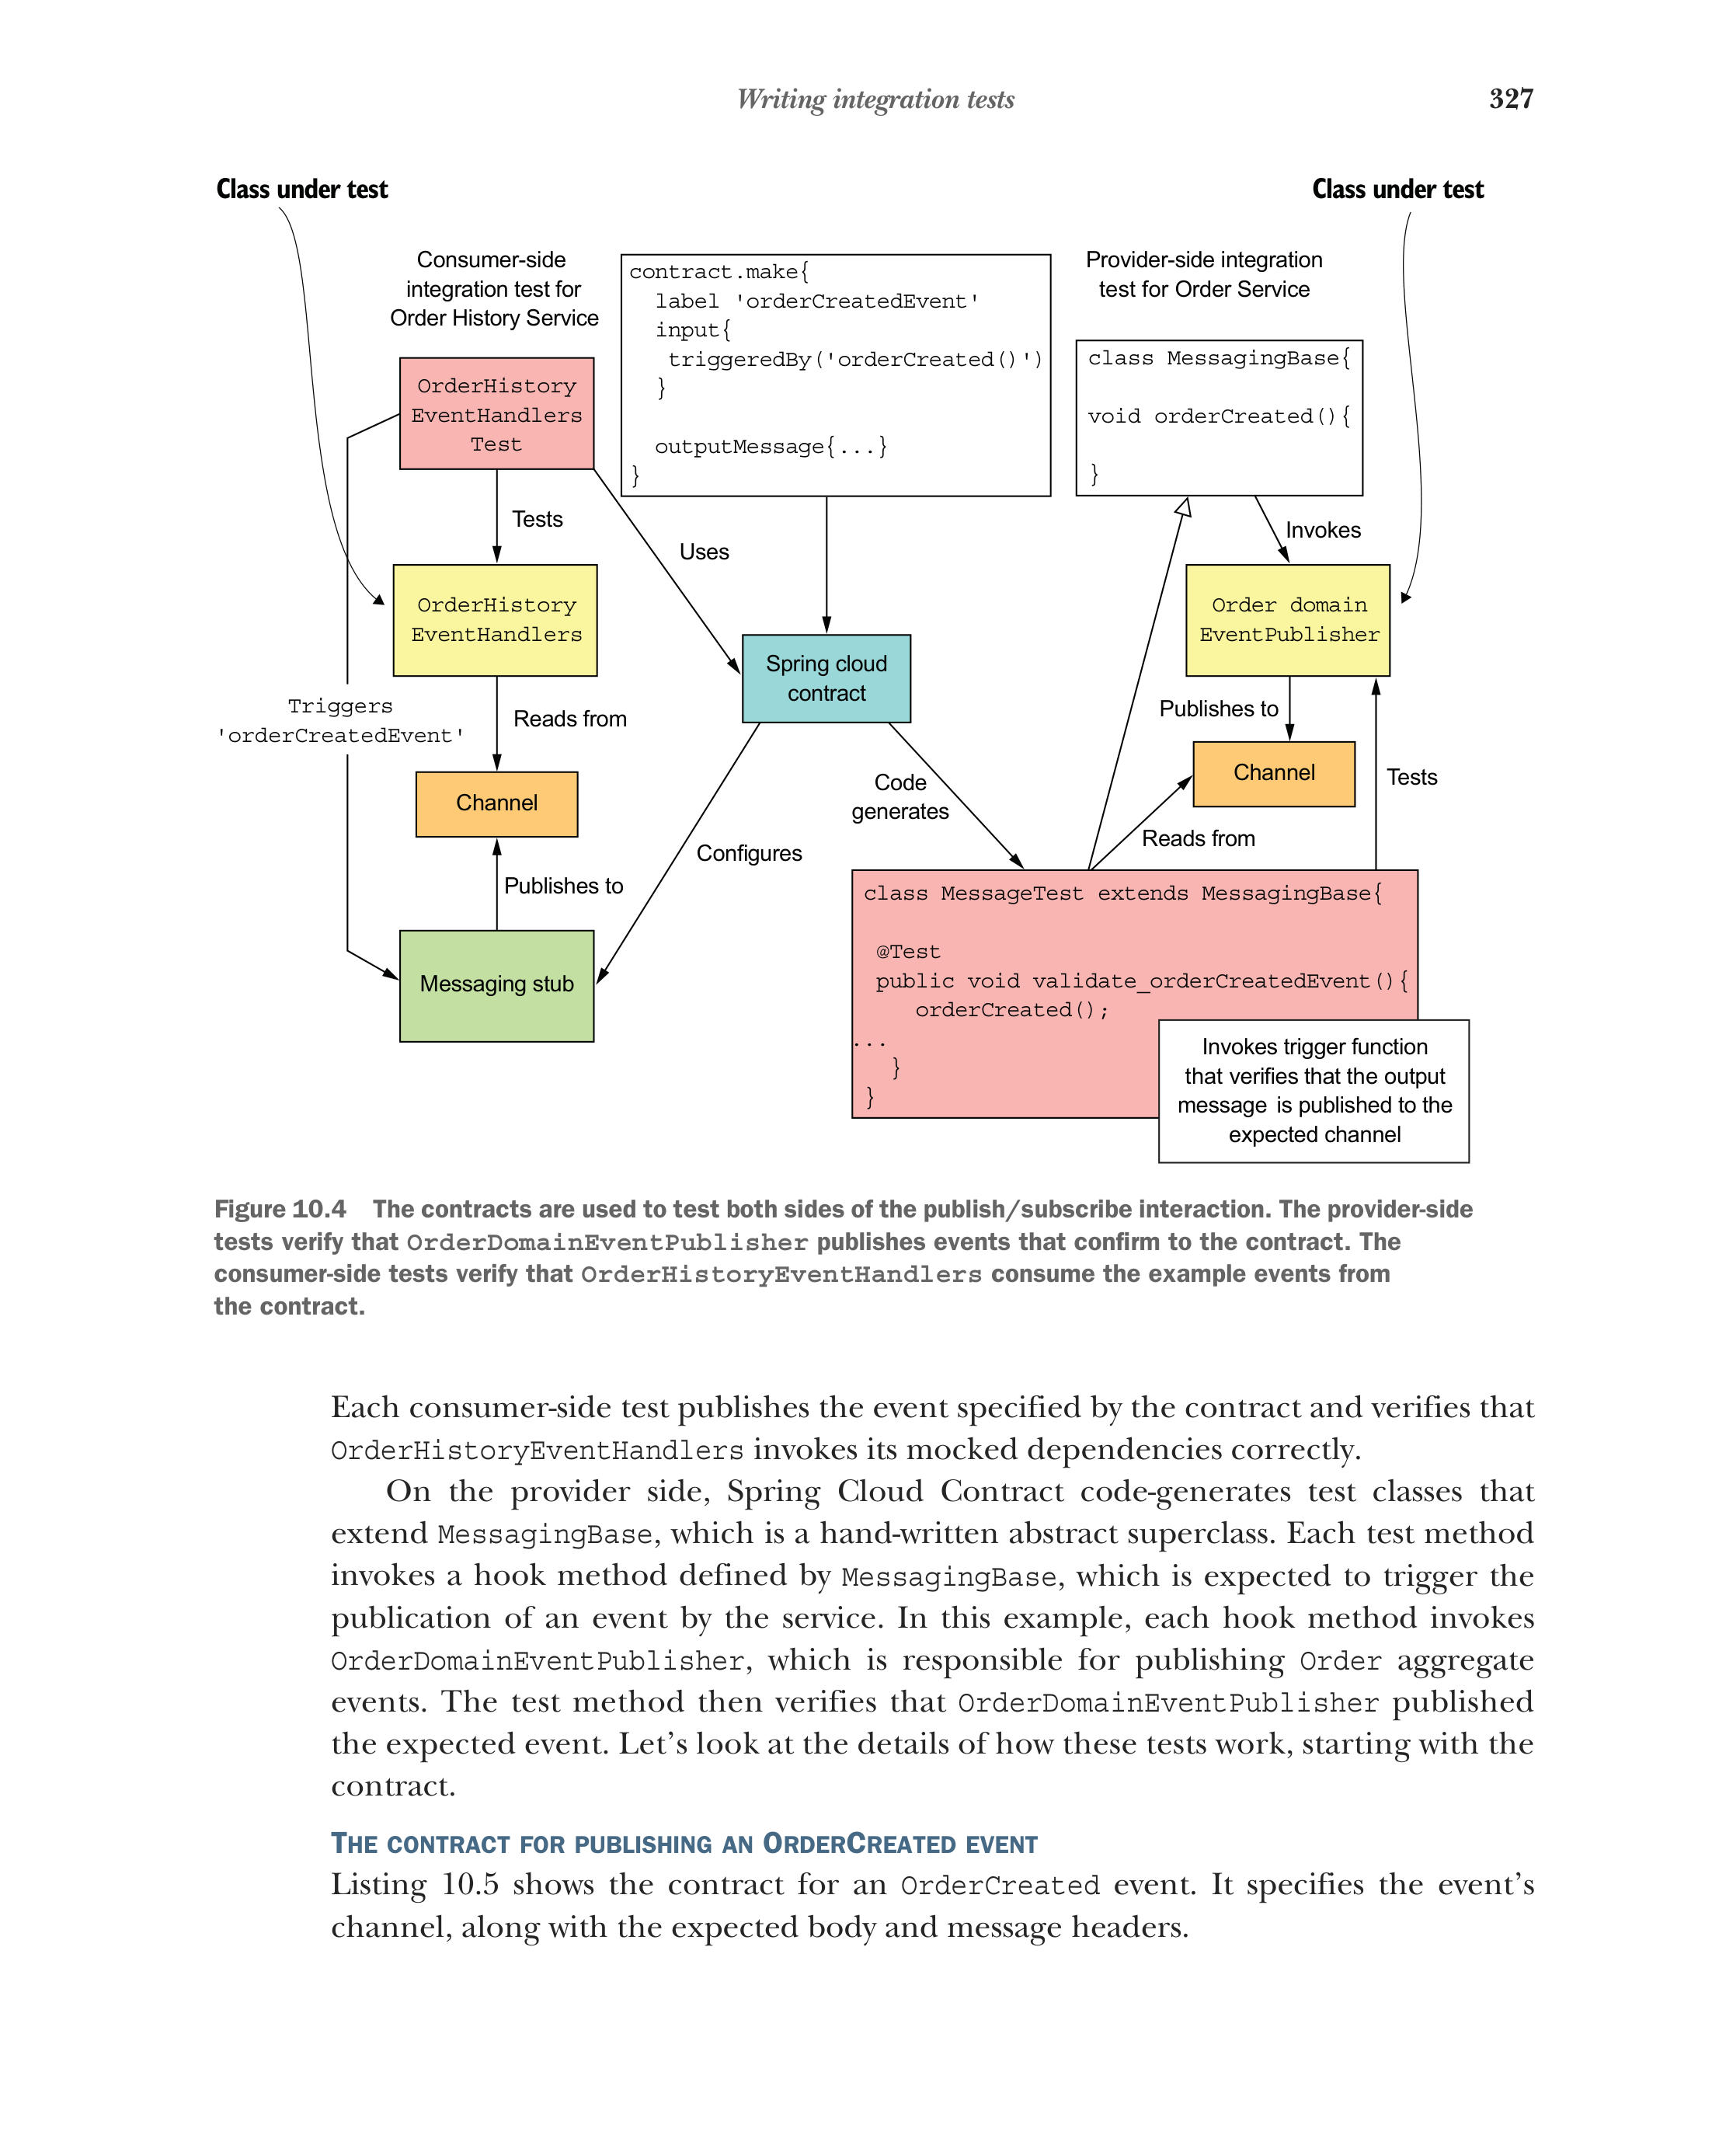 Writing integration tests
327
Class under test
Class under test
Consumer-side
integration test for
Order History Service
contract.make{
label 'orderCreatedEvent'
input{
triggeredBy('orderCreated()')
}
outputMessage{...}
}
Provider-side integration
test for Order Service
class MessagingBase{
void orderCreated(){
}
OrderHistory
EventHandlers
Test
Tests
Uses
Invokes
OrderHistory
EventHandlers
Order domain
EventPublisher
Spring cloud
contract
Triggers
'orderCreatedEvent'
Reads from
Publishes to
Channel
Channel
Tests
Code
generates
Reads from
Configures
Publishes to
Messaging stub
class MessageTest extends MessagingBase{
@Test
public void validate_orderCreatedEvent(){
orderCreated();
...
}
}
Invokes trigger function
that verifies that the output
message is published to the
expected channel
Figure 10.4 The contracts are used to test both sides of the publish/subscribe interaction. The provider-side
tests verify that OrderDomainEventPublisher publishes events that confirm to the contract. The
consumer-side tests verify that OrderHistoryEventHandlers consume the example events from
the contract.
Each consumer-side test publishes the event specified by the contract and verifies that
OrderHistoryEventHandlers invokes its mocked dependencies correctly.
On the provider side, Spring Cloud Contract code-generates test classes that
extend MessagingBase, which is a hand-written abstract superclass. Each test method
invokes a hook method defined by MessagingBase, which is expected to trigger the
publication of an event by the service. In this example, each hook method invokes
OrderDomainEventPublisher, which is responsible for publishing Order aggregate
events. The test method then verifies that OrderDomainEventPublisher published
the expected event. Let’s look at the details of how these tests work, starting with the
contract.
THE CONTRACT FOR PUBLISHING AN ORDERCREATED EVENT
Listing 10.5 shows the contract for an OrderCreated event. It specifies the event’s
channel, along with the expected body and message headers.